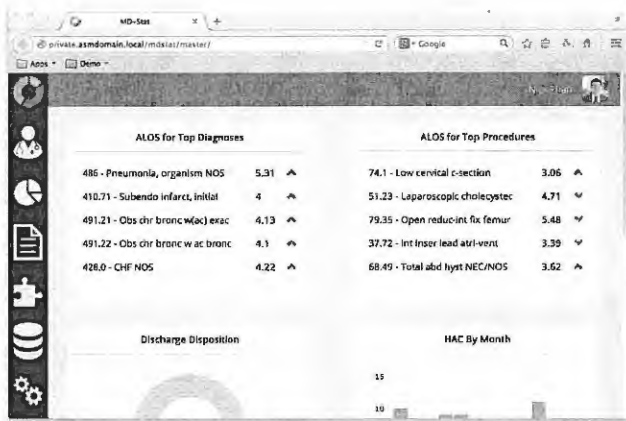 MD-Stat
private.asmdomain.local/mdstat/master/
Google
Apps
Demo
ALOS for Top Diagnoses
486 - Pneumonia, organism NOS 5.31
410.71 - Subendo infarct, initial 4
491.21 - Obs chr bronc w(ac) exac 4.13
491.22 - Obs chr bronc w ac bronc 4.1
428.0 - CHF NOS 4.22
ALOS for Top Procedures
74.1 - Low cervical c-section 3.06
51.23 - Laparoscopic cholecystec 4.71
79.35 - Open reduc-int fix femur 5.48
37.72 - Int inser lead atri-vent 3.39
68.49 - Total abd hyst NEC/NOS 3.62
Discharge Disposition
HAC By Month
15
10